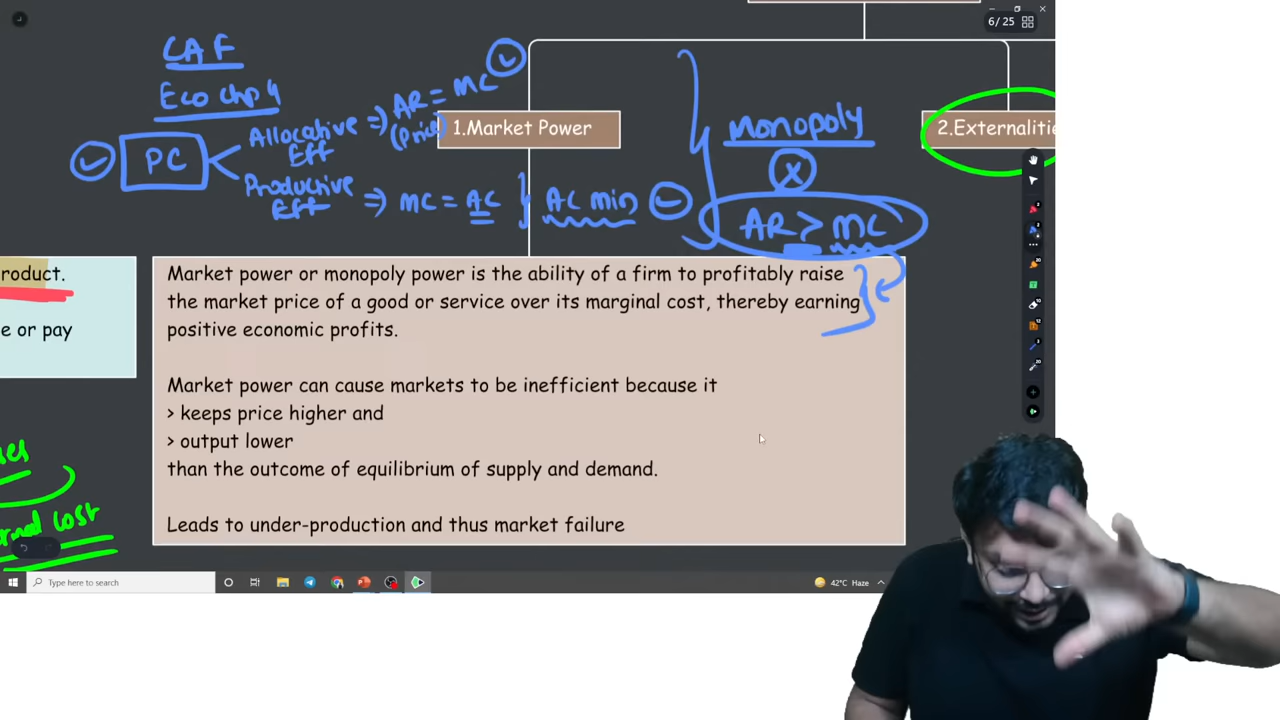 6/25
CAF
Eco Chp 4
PC
Allocative Eff => AR = MC
(Price)
Productive Eff => MC = AC } AC min
1.Market Power
monopoly
AR > MC
2.Externalitie
roduct.
e or pay
Market power or monopoly power is the ability of a firm to profitably raise
the market price of a good or service over its marginal cost, thereby earning
positive economic profits.
Market power can cause markets to be inefficient because it
> keeps price higher and
> output lower
than the outcome of equilibrium of supply and demand.
Leads to under-production and thus market failure
cost
Type here to search
42°C Haze